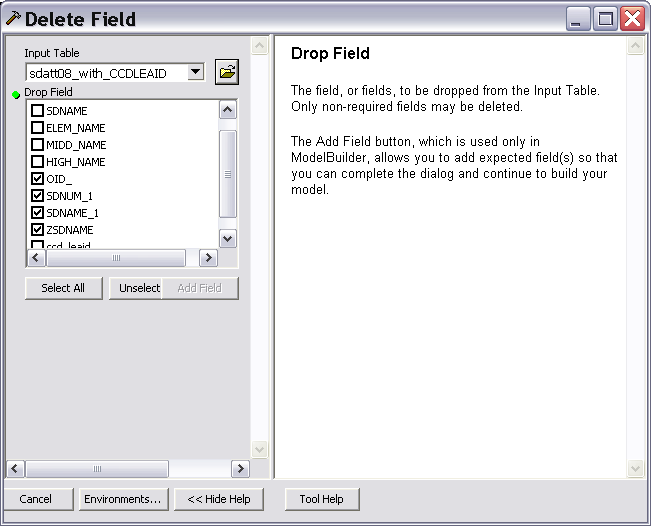 Delete Field
Input Table
sdatt08_with_CCDLEAID
Drop Field
SDNAME
ELEM_NAME
MIDD_NAME
HIGH_NAME
OID_
SDNUM_1
SDNAME_1
ZSDNAME
ccd_leaid
Select All
Unselect
Add Field
Drop Field
The field, or fields, to be dropped from the Input Table.
Only non-required fields may be deleted.
The Add Field button, which is used only in
ModelBuilder, allows you to add expected field(s) so that
you can complete the dialog and continue to build your
model.
Cancel
Environments...
<< Hide Help
Tool Help